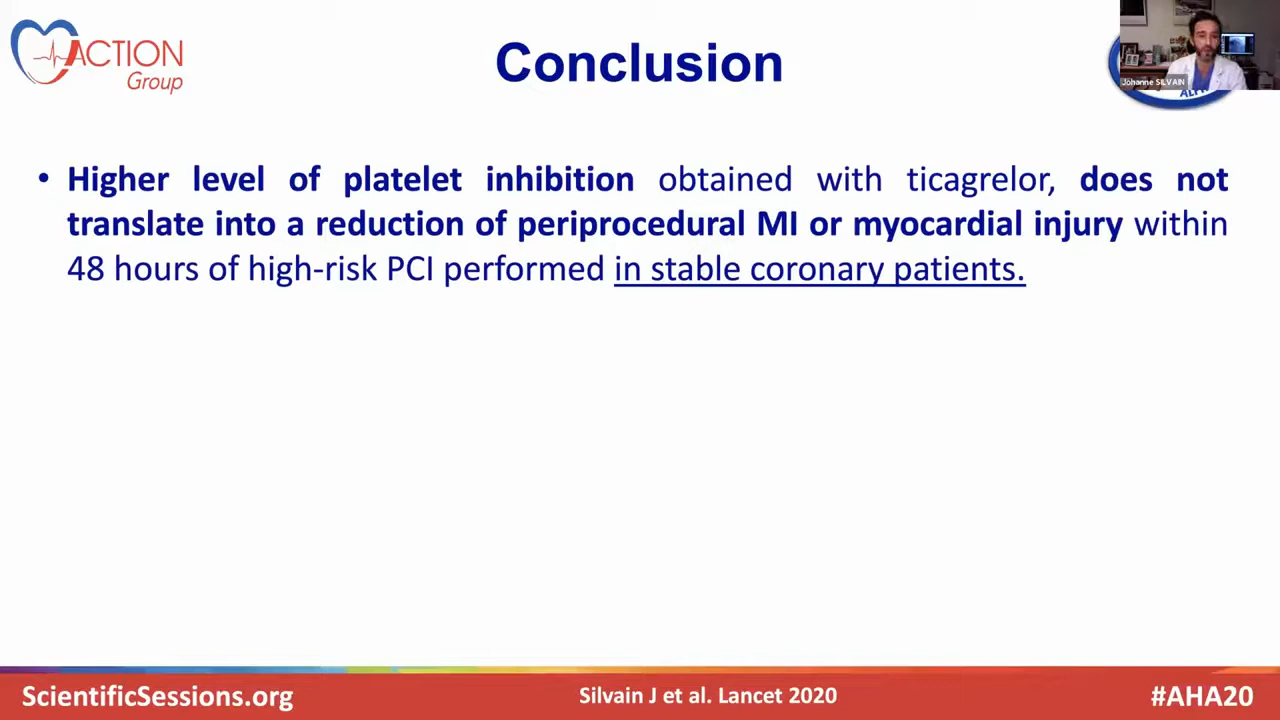 ACTION
Group
Conclusion
Johanne SILVAIN
• Higher level of platelet inhibition obtained with ticagrelor, does not
translate into a reduction of periprocedural MI or myocardial injury within
48 hours of high-risk PCI performed in stable coronary patients.
ScientificSessions.org
Silvain J et al. Lancet 2020
#AHA20